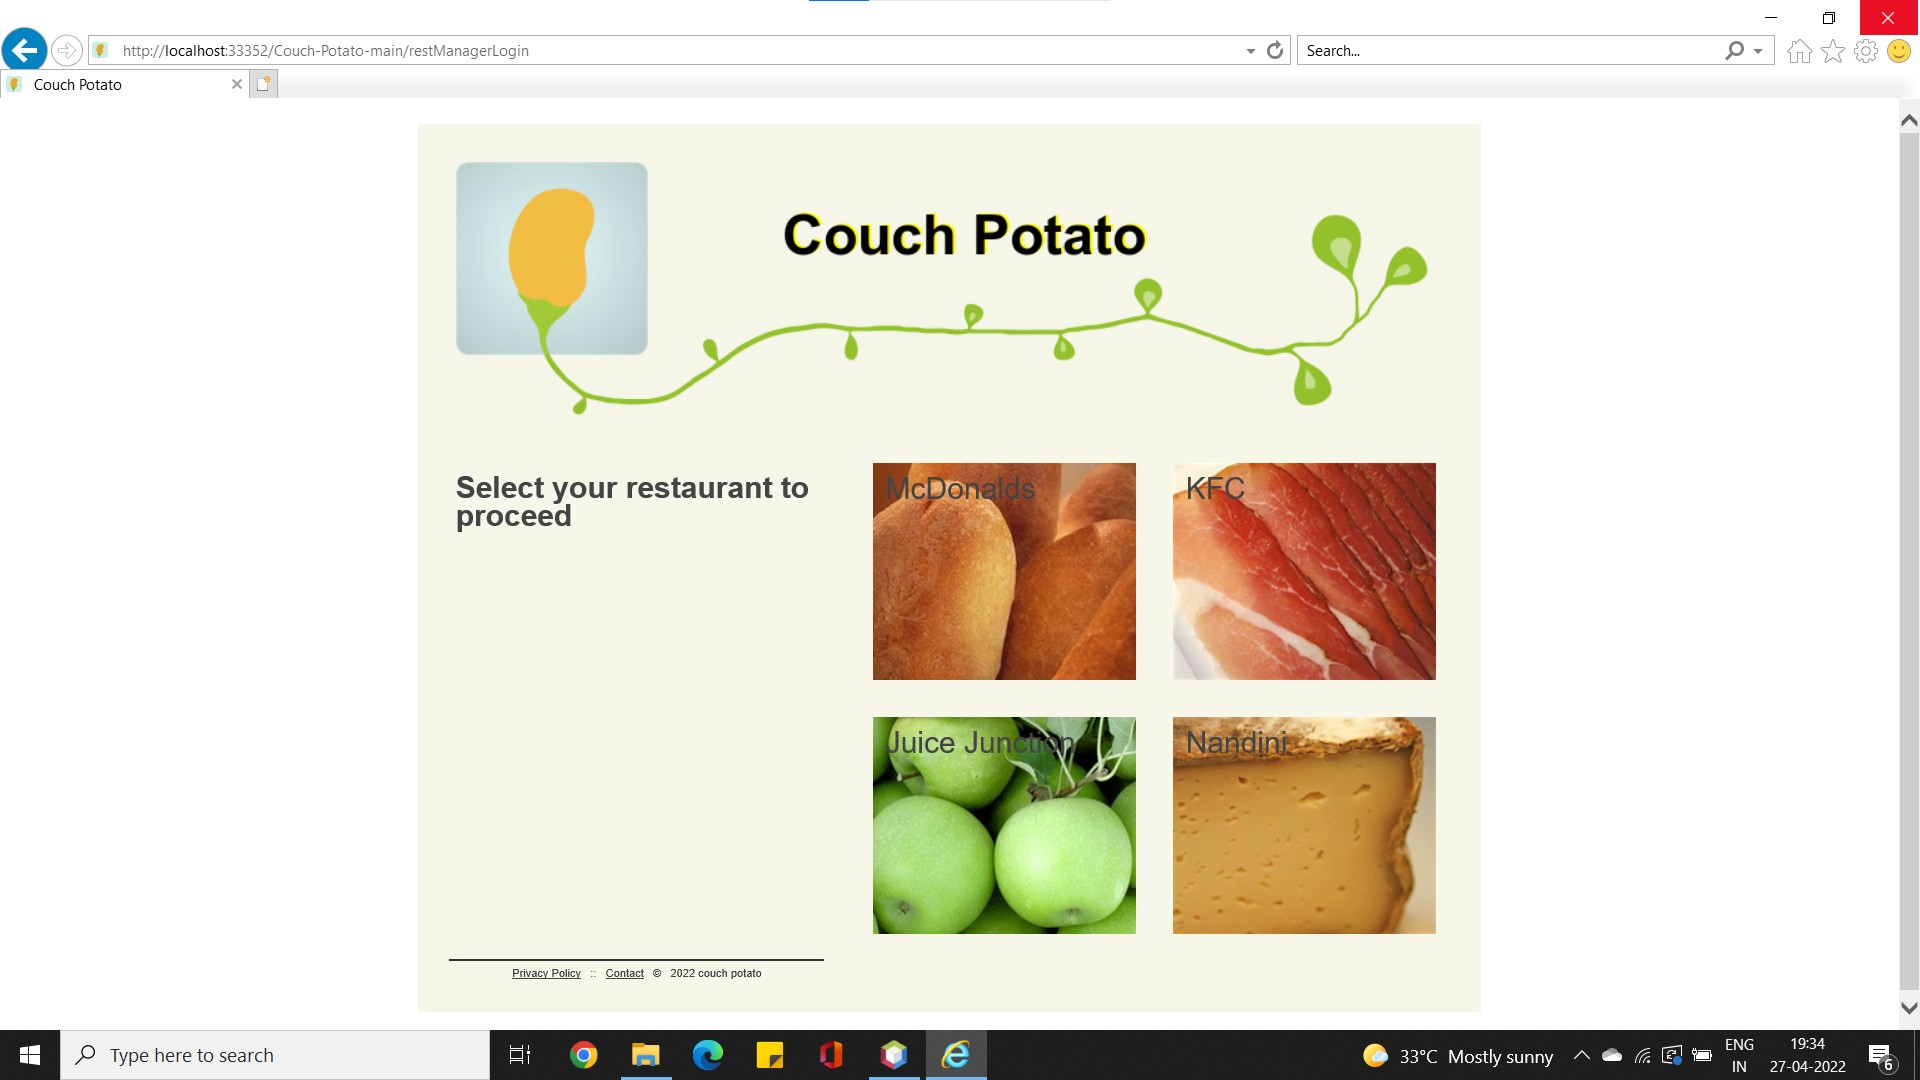 http://localhost:33352/Couch-Potato-main/restManagerLogin
Search...
Couch Potato
Couch Potato
Select your restaurant to
proceed
McDonalds
KFC
Juice Junction
Nandini
Privacy Policy :: Contact © 2022 couch potato
Type here to search
33°C Mostly sunny
ENG
IN
19:34
27-04-2022
6